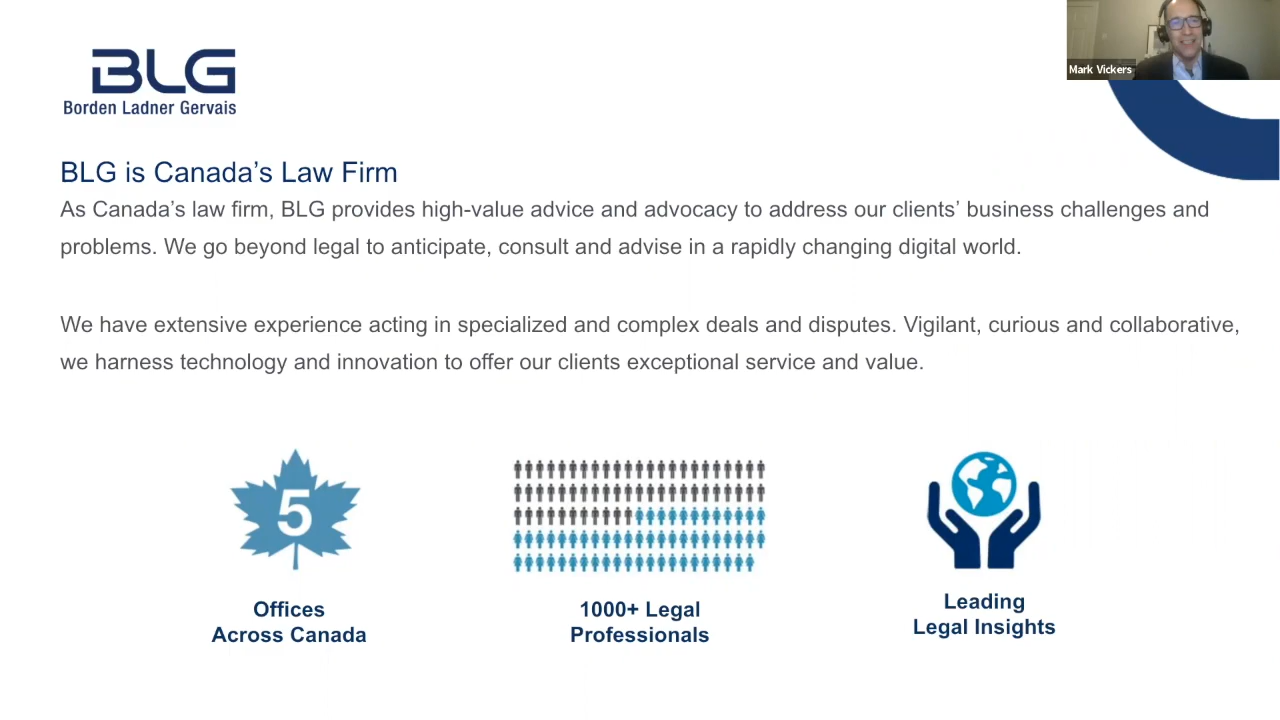 BLG
Borden Ladner Gervais
Mark Vickers
BLG is Canada’s Law Firm
As Canada’s law firm, BLG provides high-value advice and advocacy to address our clients’ business challenges and
problems. We go beyond legal to anticipate, consult and advise in a rapidly changing digital world.
We have extensive experience acting in specialized and complex deals and disputes. Vigilant, curious and collaborative,
we harness technology and innovation to offer our clients exceptional service and value.
5
Offices
Across Canada
1000+ Legal
Professionals
Leading
Legal Insights